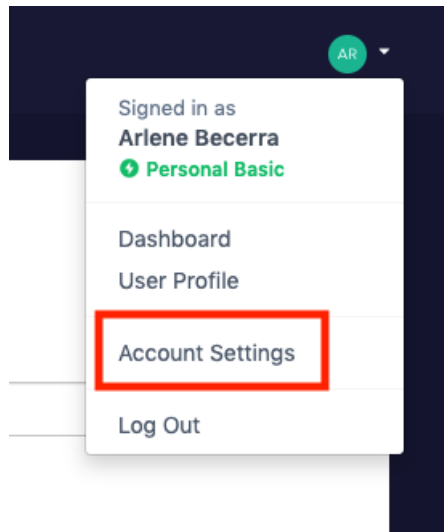 AR
Signed in as
Arlene Becerra
Personal Basic
Dashboard
User Profile
Account Settings
Log Out